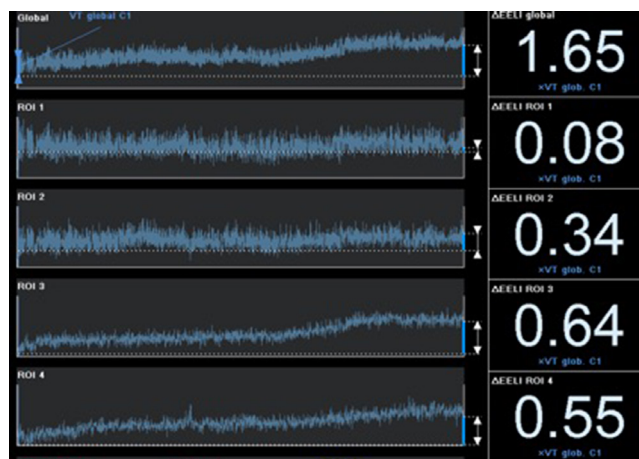 Global
VT global C1
ΔEELI global
1.65
×VT glob. C1
ROI 1
ΔEELI ROI 1
0.08
×VT glob. C1
ROI 2
ΔEELI ROI 2
0.34
×VT glob. C1
ROI 3
ΔEELI ROI 3
0.64
×VT glob. C1
ROI 4
ΔEELI ROI 4
0.55
×VT glob. C1